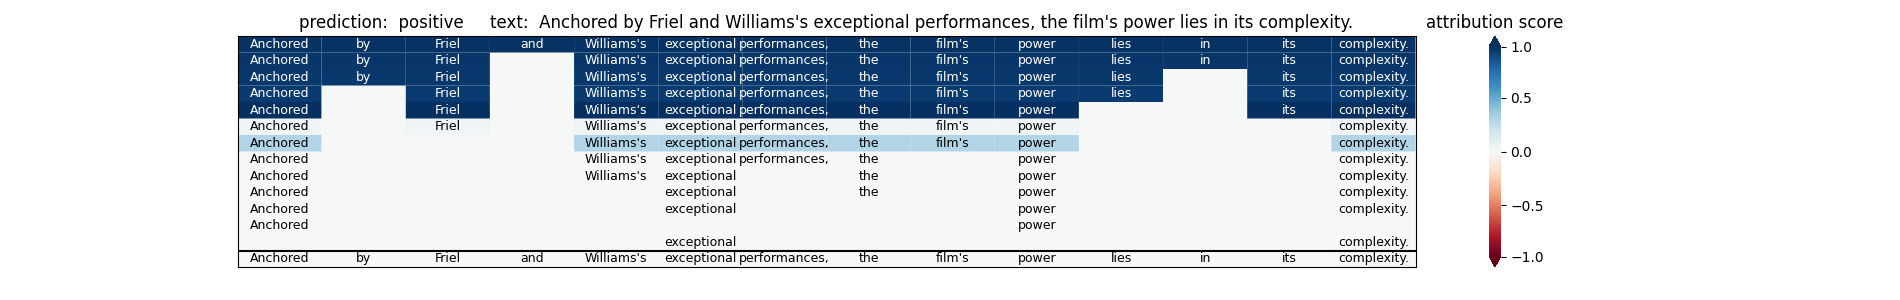 prediction: positive text: Anchored by Friel and Williams's exceptional performances, the film's power lies in its complexity. attribution score
Anchored by Friel and Williams's exceptional performances, the film's power lies in its complexity. 1.0
Anchored by Friel Williams's exceptional performances, the film's power lies in its complexity.
Anchored by Friel Williams's exceptional performances, the film's power lies its complexity.
Anchored Friel Williams's exceptional performances, the film's power lies its complexity. 0.5
Anchored Friel Williams's exceptional performances, the film's power its complexity.
Anchored Friel Williams's exceptional performances, the film's power complexity.
Anchored Williams's exceptional performances, the film's power complexity. 0.0
Anchored Williams's exceptional performances, the power complexity.
Anchored Williams's exceptional the power complexity.
Anchored exceptional the power complexity.
Anchored exceptional power complexity. −0.5
Anchored power
exceptional complexity.
Anchored by Friel and Williams's exceptional performances, the film's power lies in its complexity. −1.0